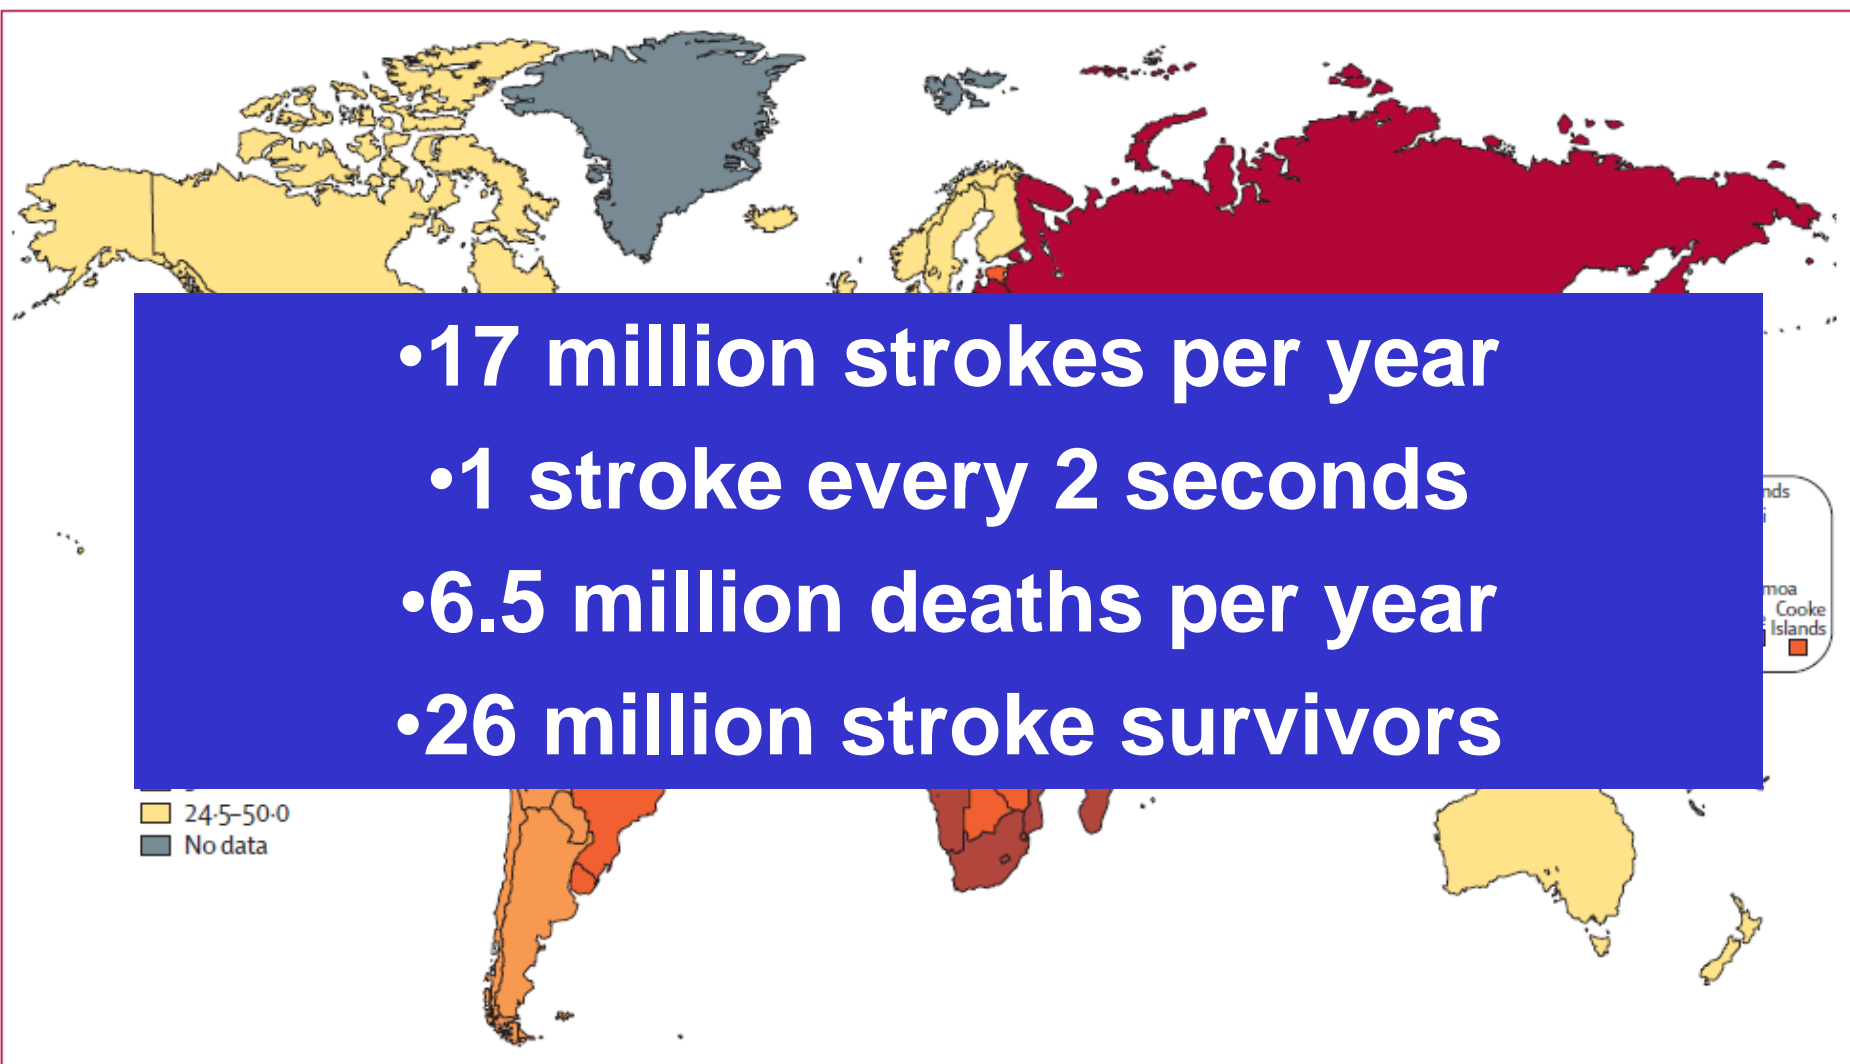 •17 million strokes per year
•1 stroke every 2 seconds
•6.5 million deaths per year
•26 million stroke survivors
Cooke
Islands
24·5–50·0
No data